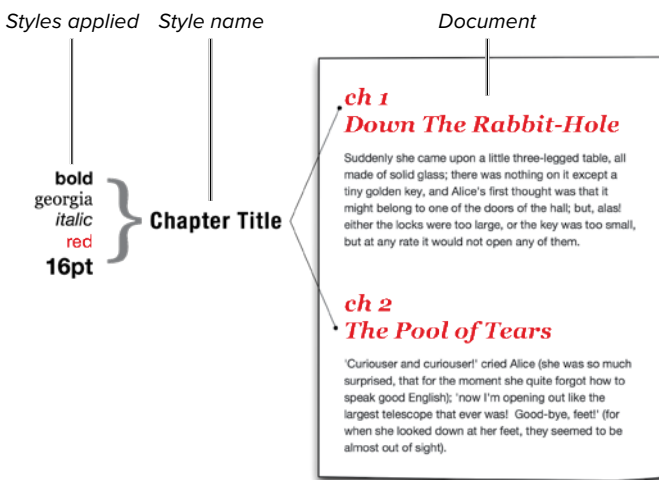 Styles applied Style name Document
bold
georgia
italic
red
16pt
Chapter Title
ch 1
Down The Rabbit-Hole
Suddenly she came upon a little three-legged table, all
made of solid glass; there was nothing on it except a
tiny golden key, and Alice's first thought was that it
might belong to one of the doors of the hall; but, alas!
either the locks were too large, or the key was too small,
but at any rate it would not open any of them.
ch 2
The Pool of Tears
'Curiouser and curiouser!' cried Alice (she was so much
surprised, that for the moment she quite forgot how to
speak good English); 'now I'm opening out like the
largest telescope that ever was! Good-bye, feet!' (for
when she looked down at her feet, they seemed to be
almost out of sight).